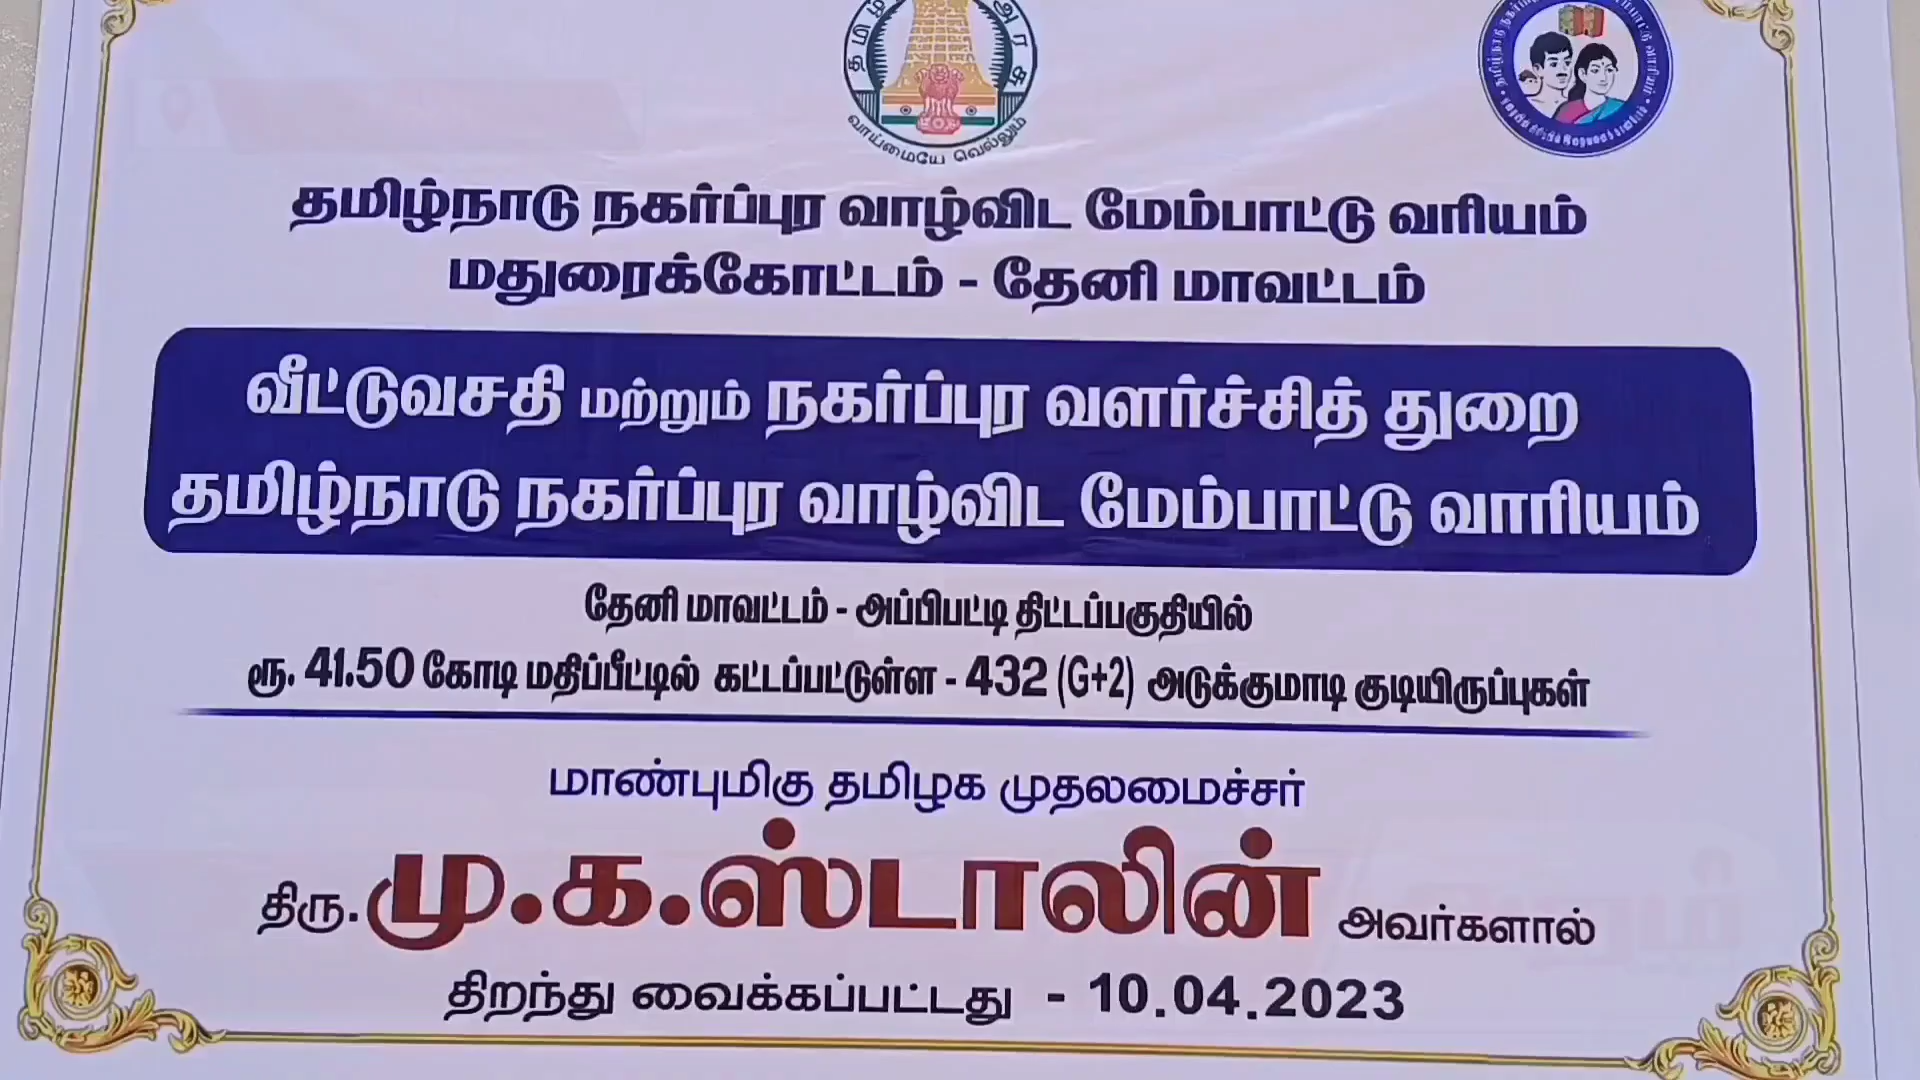 வாய்மையே வெல்லும்
தமிழ்நாடு நகர்ப்புர வாழ்விட மேம்பாட்டு வரியம்
மதுரைக்கோட்டம் - தேனி மாவட்டம்
வீட்டுவசதி மற்றும் நகர்ப்புர வளர்ச்சித் துறை
தமிழ்நாடு நகர்ப்புர வாழ்விட மேம்பாட்டு வாரியம்
தேனி மாவட்டம் - அப்பிபட்டி திட்டப்பகுதியில்
ரூ. 41.50 கோடி மதிப்பீட்டில் கட்டப்பட்டுள்ள - 432 (G+2) அடுக்குமாடி குடியிருப்புகள்
மாண்புமிகு தமிழக முதலமைச்சர்
திரு. மு.க.ஸ்டாலின் அவர்களால்
திறந்து வைக்கப்பட்டது - 10.04.2023